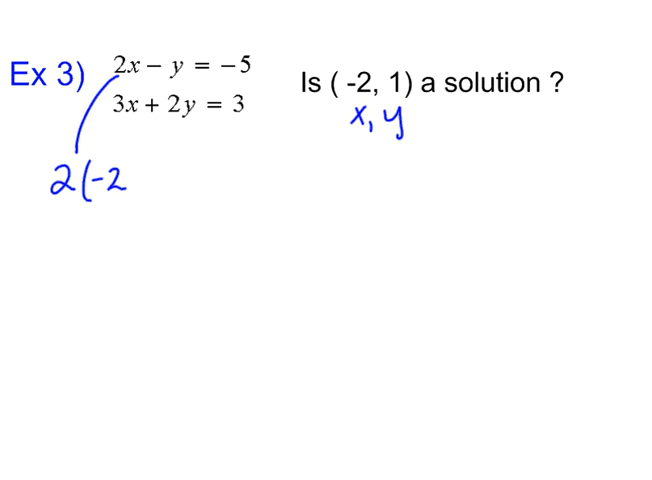 Ex 3) 2x − y = −5
3x + 2y = 3
Is ( -2, 1) a solution ?
x, y
2(-2